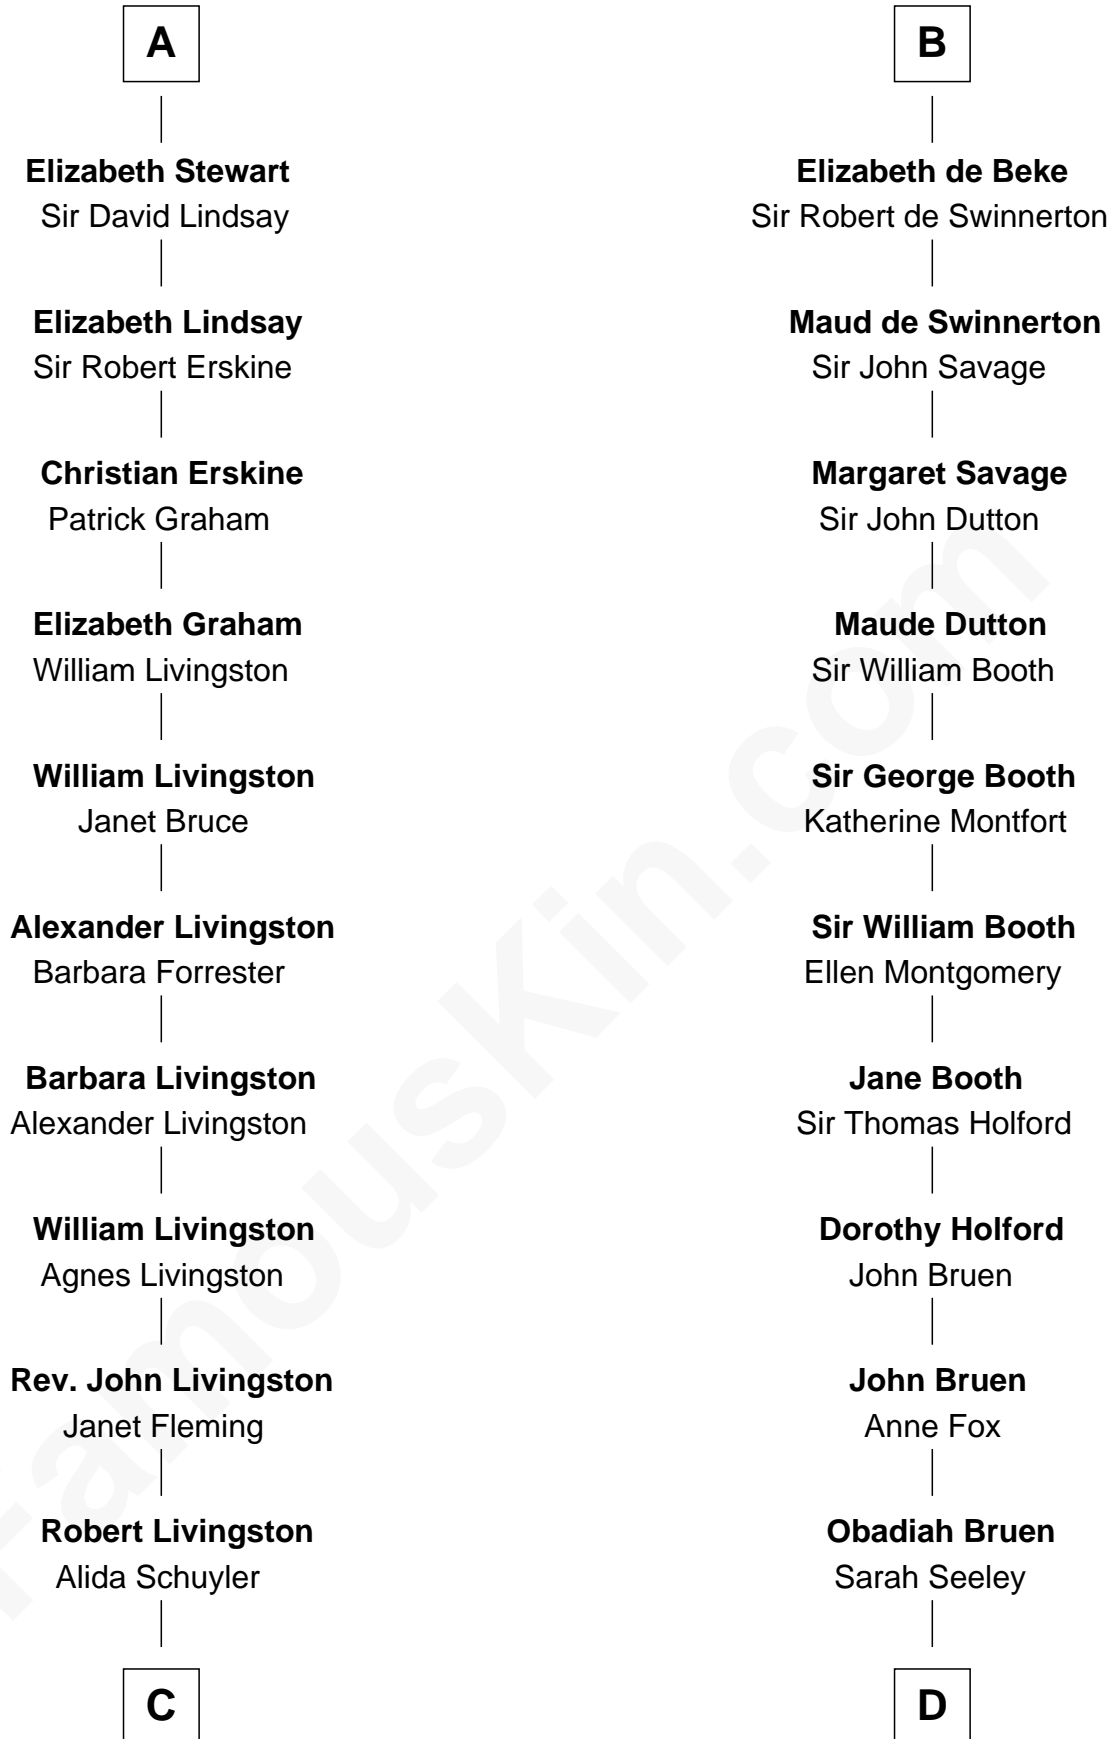 A
Elizabeth Stewart
Sir David Lindsay
Elizabeth Lindsay
Sir Robert Erskine
Christian Erskine
Patrick Graham
Elizabeth Graham
William Livingston
William Livingston
Janet Bruce
Alexander Livingston
Barbara Forrester
Barbara Livingston
Alexander Livingston
William Livingston
Agnes Livingston
Rev. John Livingston
Janet Fleming
Robert Livingston
Alida Schuyler
C
B
Elizabeth de Beke
Sir Robert de Swinnerton
Maud de Swinnerton
Sir John Savage
Margaret Savage
Sir John Dutton
Maude Dutton
Sir William Booth
Sir George Booth
Katherine Montfort
Sir William Booth
Ellen Montgomery
Jane Booth
Sir Thomas Holford
Dorothy Holford
John Bruen
John Bruen
Anne Fox
Obadiah Bruen
Sarah Seeley
D
FamousKin.com